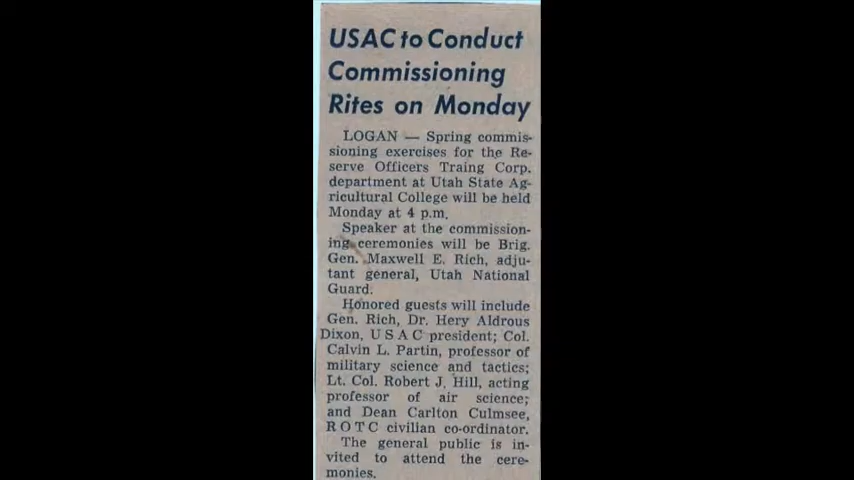 USAC to Conduct
Commissioning
Rites on Monday
LOGAN — Spring commis-
sioning exercises for the Re-
serve Officers Traing Corp.
department at Utah State Ag-
ricultural College will be held
Monday at 4 p.m.
Speaker at the commission-
ing ceremonies will be Brig.
Gen. Maxwell E. Rich, adju-
tant general, Utah National
Guard.
Honored guests will include
Gen. Rich, Dr. Hery Aldrous
Dixon, USAC president; Col.
Calvin L. Partin, professor of
military science and tactics;
Lt. Col. Robert J. Hill, acting
professor of air science;
and Dean Carlton Culmsee,
ROTC civilian co-ordinator.
The general public is in-
vited to attend the cere-
monies.